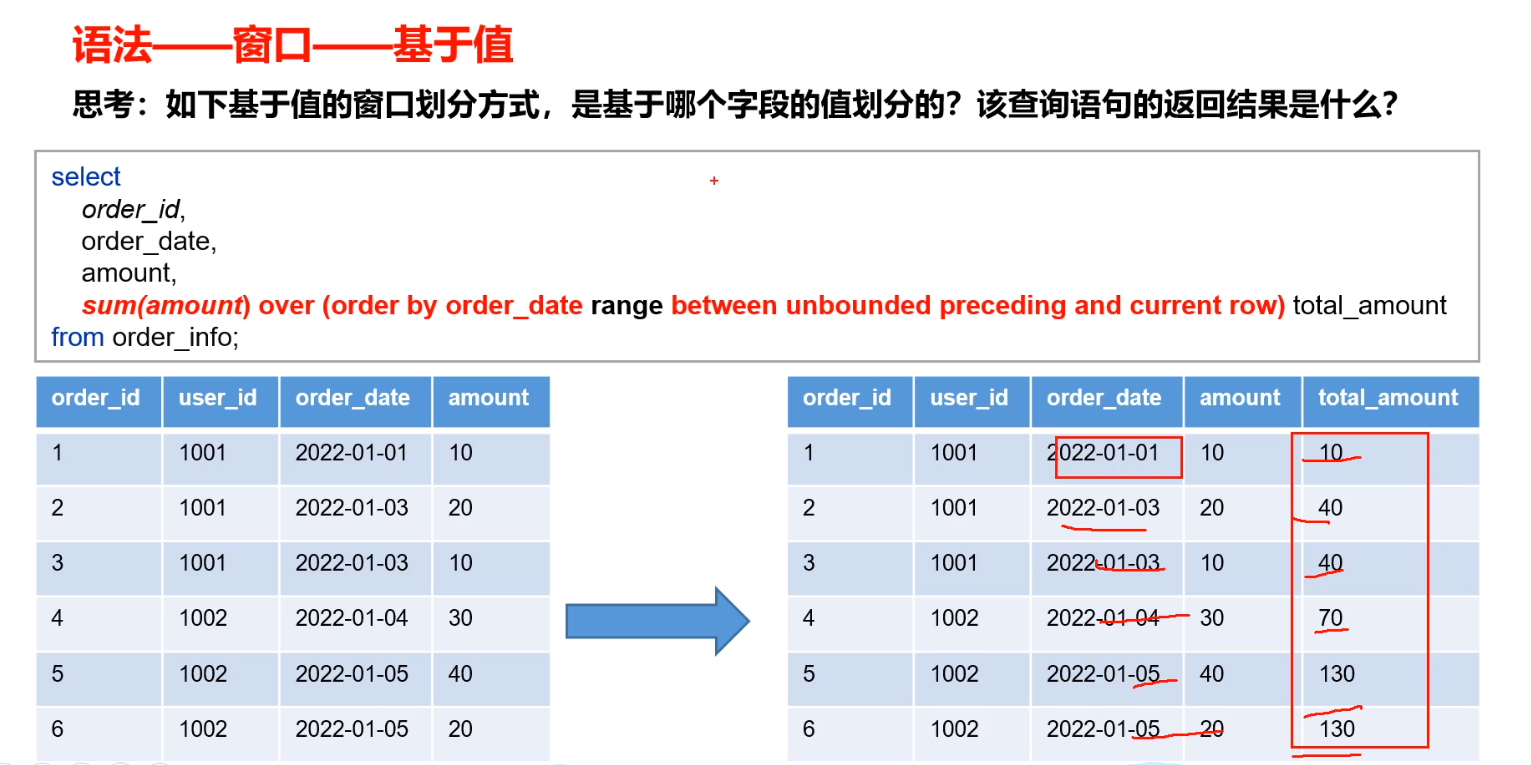 语法——窗口——基于值
思考：如下基于值的窗口划分方式，是基于哪个字段的值划分的？该查询语句的返回结果是什么？
select
order_id,
order_date,
amount,
sum(amount) over (order by order_date range between unbounded preceding and current row) total_amount
from order_info;
order_id user_id order_date amount
1 1001 2022-01-01 10
2 1001 2022-01-03 20
3 1001 2022-01-03 10
4 1002 2022-01-04 30
5 1002 2022-01-05 40
6 1002 2022-01-05 20
order_id user_id order_date amount total_amount
1 1001 2022-01-01 10 10
2 1001 2022-01-03 20 40
3 1001 2022-01-03 10 40
4 1002 2022-01-04 30 70
5 1002 2022-01-05 40 130
6 1002 2022-01-05 20 130